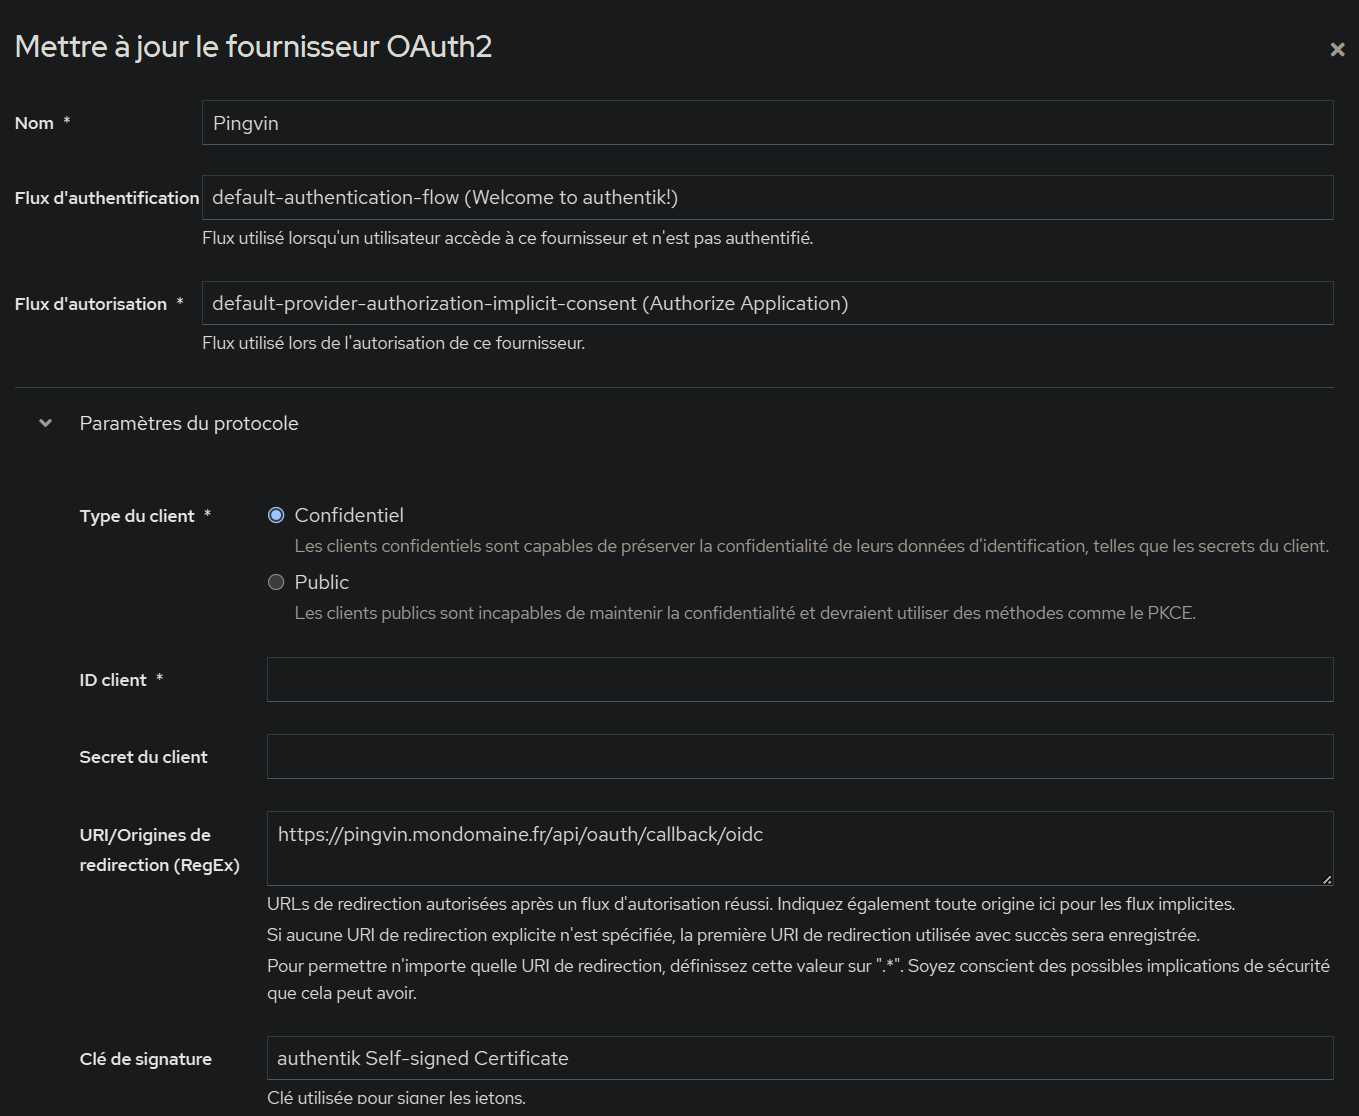 Mettre à jour le fournisseur OAuth2
Nom *
Pingvin
Flux d'authentification
default-authentication-flow (Welcome to authentik!)
Flux utilisé lorsqu'un utilisateur accède à ce fournisseur et n'est pas authentifié.
Flux d'autorisation *
default-provider-authorization-implicit-consent (Authorize Application)
Flux utilisé lors de l'autorisation de ce fournisseur.
Paramètres du protocole
Type du client *
Confidentiel
Les clients confidentiels sont capables de préserver la confidentialité de leurs données d'identification, telles que les secrets du client.
Public
Les clients publics sont incapables de maintenir la confidentialité et devraient utiliser des méthodes comme le PKCE.
ID client *
Secret du client
URI/Origines de
redirection (RegEx)
https://pingvin.mondomaine.fr/api/oauth/callback/oidc
URLs de redirection autorisées après un flux d'autorisation réussi. Indiquez également toute origine ici pour les flux implicites.
Si aucune URI de redirection explicite n'est spécifiée, la première URI de redirection utilisée avec succès sera enregistrée.
Pour permettre n'importe quelle URI de redirection, définissez cette valeur sur ".*". Soyez conscient des possibles implications de sécurité
que cela peut avoir.
Clé de signature
authentik Self-signed Certificate
Clé utilisée pour signer les jetons.